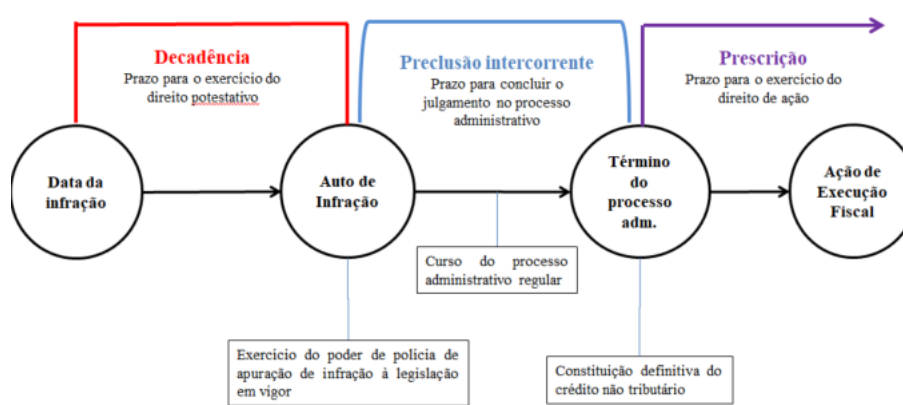 Decadência
Prazo para o exercício do
direito potestativo
Preclusão intercorrente
Prazo para concluir o
julgamento no processo
administrativo
Prescrição
Prazo para o exercício do
direito de ação
Data da
infração
Auto de
Infração
Término
do
processo
adm.
Ação de
Execução
Fiscal
Curso do processo
administrativo regular
Exercício do poder de polícia de
apuração de infração à legislação
em vigor
Constituição definitiva do
crédito não tributário